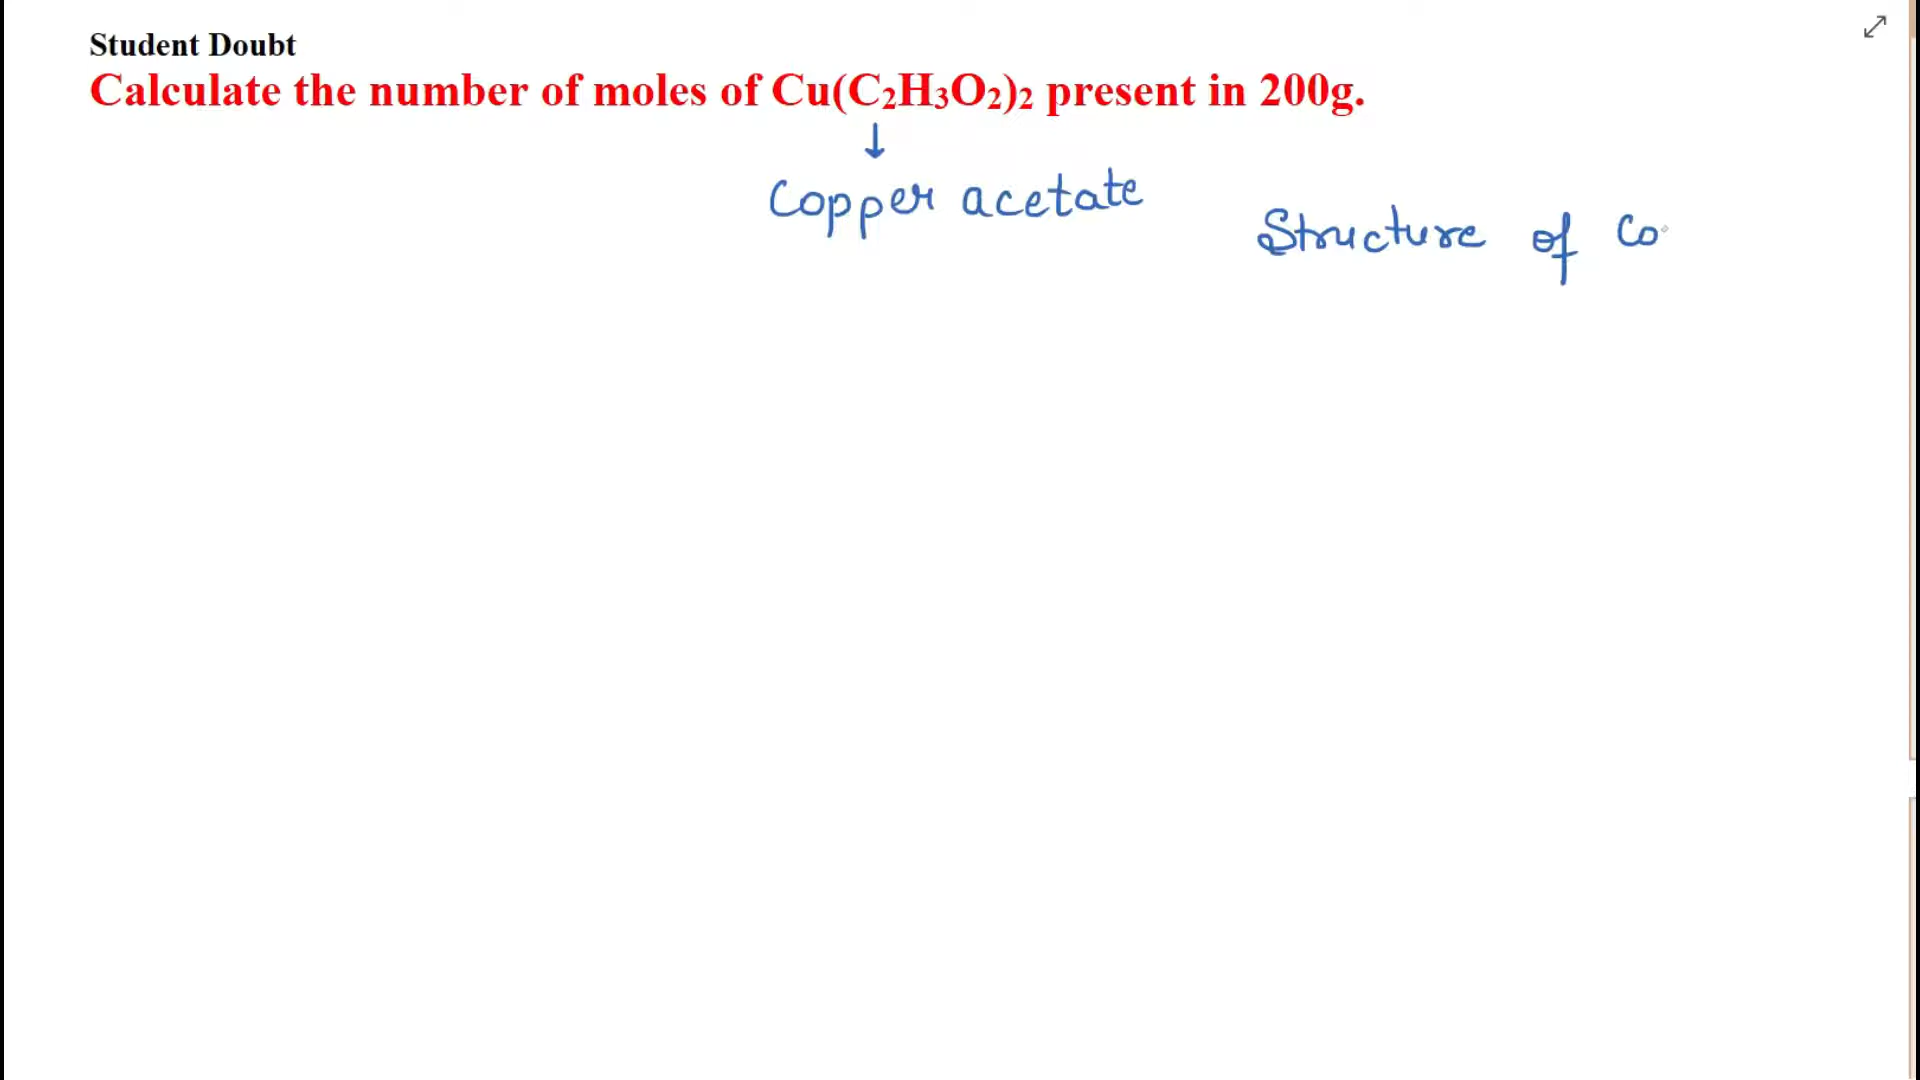 Student Doubt
Calculate the number of moles of Cu(C₂H₃O₂)₂ present in 200g.
Copper acetate
Structure of Co